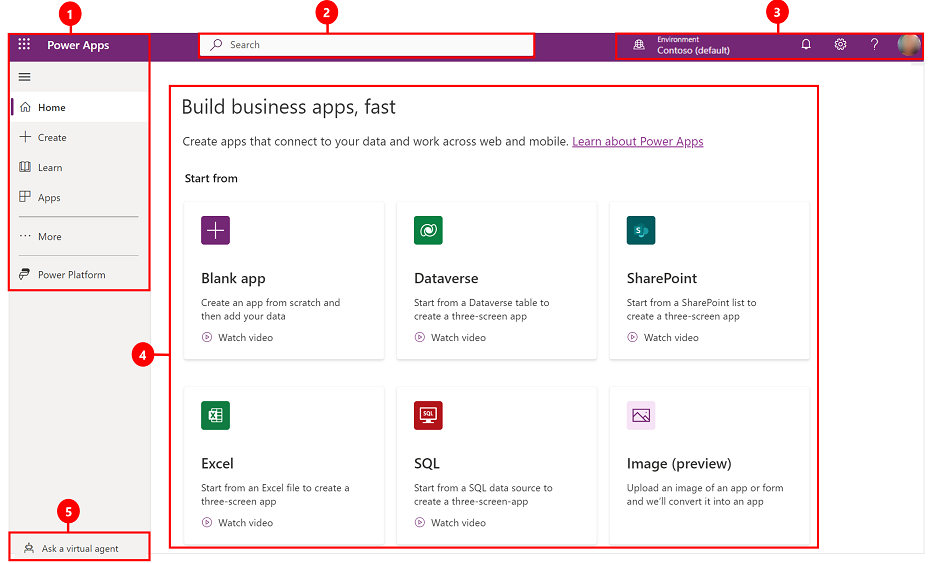 1
2
3
Power Apps
Search
Environment
Contoso (default)
?
Home
Create
Learn
Apps
More
Power Platform
Build business apps, fast
Create apps that connect to your data and work across web and mobile. Learn about Power Apps
Start from
Blank app
Create an app from scratch and
then add your data
Watch video
Dataverse
Start from a Dataverse table to
create a three-screen app
Watch video
S
SharePoint
Start from a SharePoint list to
create a three-screen app
Watch video
4
X
Excel
Start from an Excel file to create a
three-screen app
Watch video
SQL
SQL
Start from a SQL data source to
create a three-screen-app
Watch video
Image (preview)
Upload an image of an app or form
and we'll convert it into an app
5
Ask a virtual agent